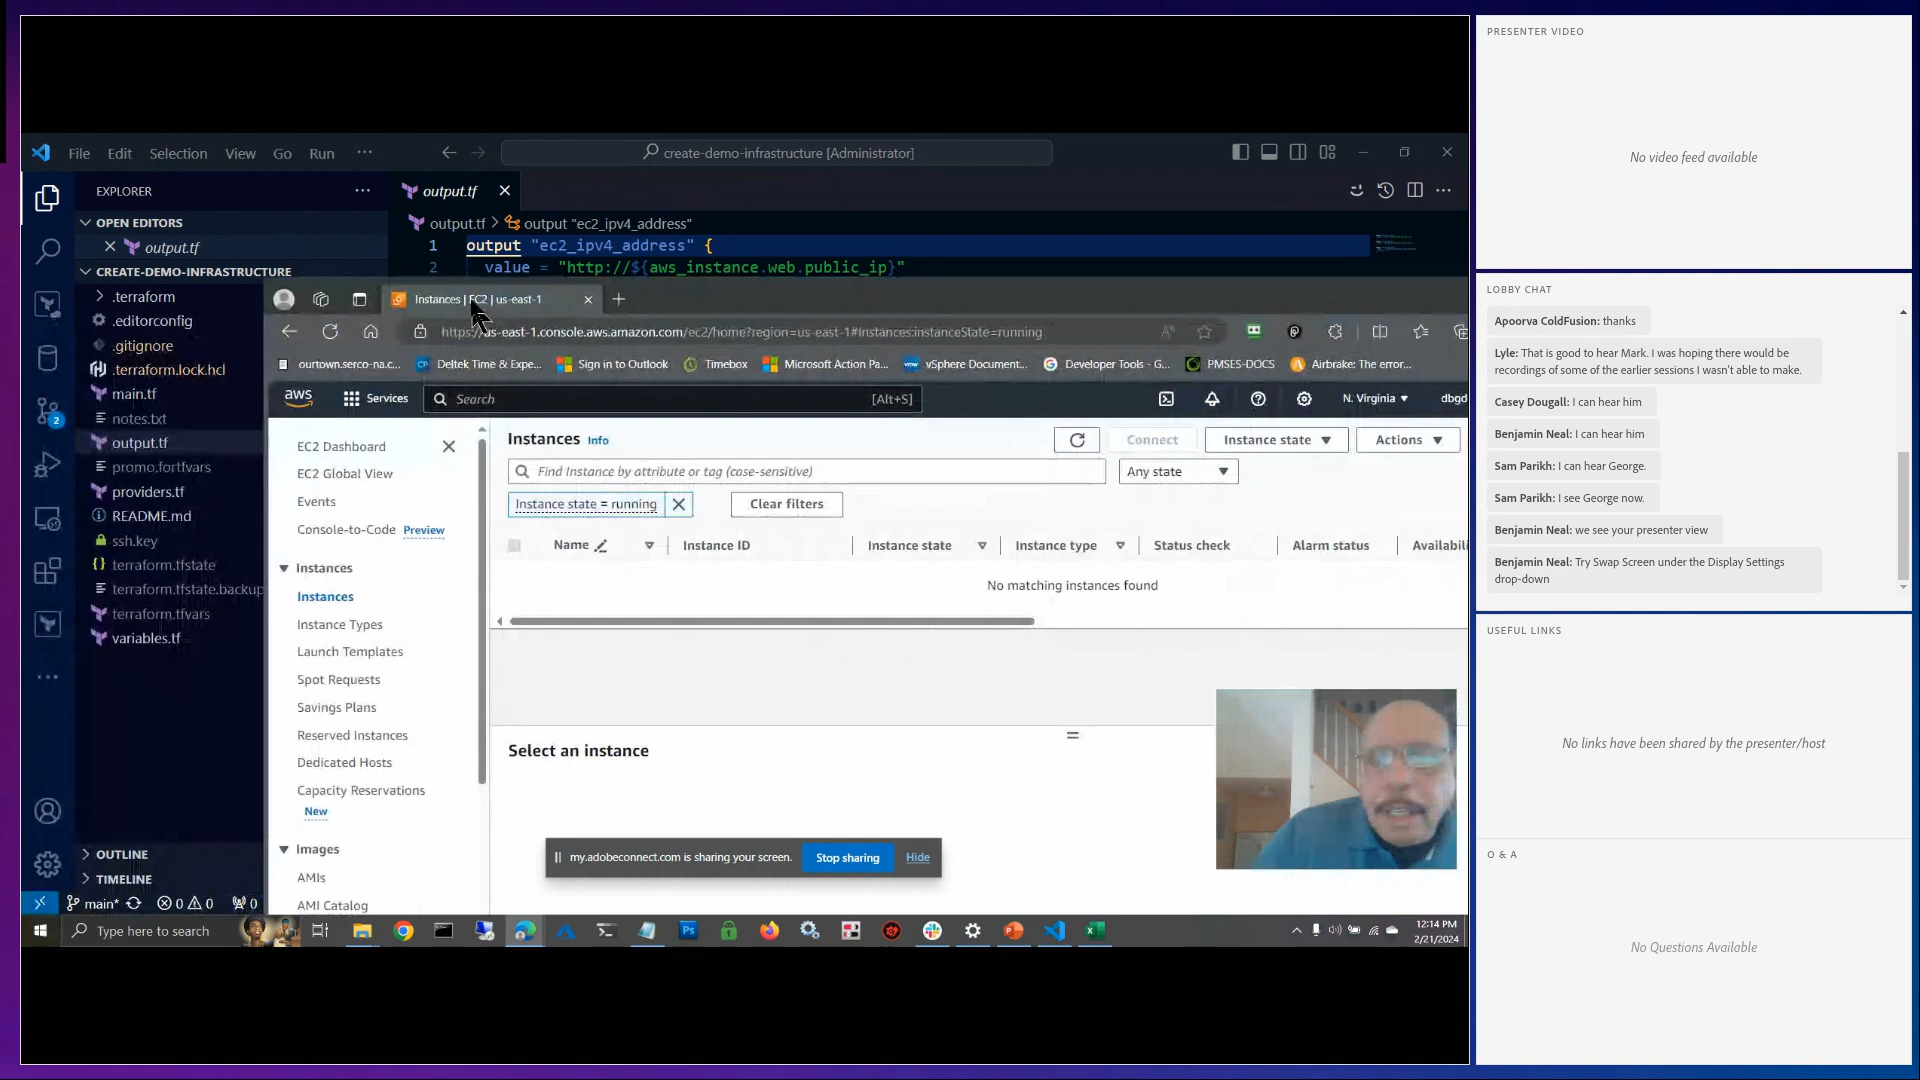 File Edit Selection View Go Run ···
create-demo-infrastructure [Administrator]
EXPLORER
OPEN EDITORS
output.tf
CREATE-DEMO-INFRASTRUCTURE
.terraform
.editorconfig
.gitignore
.terraform.lock.hcl
main.tf
notes.txt
output.tf
promo.fortfvars
providers.tf
README.md
ssh.key
terraform.tfstate
terraform.tfstate.backup
terraform.tfvars
variables.tf
OUTLINE
TIMELINE
main* 0 0 0
2
output.tf
output.tf > output "ec2_ipv4_address"
1 output "ec2_ipv4_address" {
2 value = "http://${aws_instance.web.public_ip}"
Instances | EC2 | us-east-1
https://us-east-1.console.aws.amazon.com/ec2/home?region=us-east-1#Instances:instanceState=running
ourtown.serco-na.c... Deltek Time & Expe... Sign in to Outlook Timebox Microsoft Action Pa... vSphere Document... Developer Tools - G... PMSES-DOCS Airbrake: The error...
aws Services Search [Alt+S] N. Virginia dbgd
EC2 Dashboard
EC2 Global View
Events
Console-to-Code Preview
Instances
Instances
Instance Types
Launch Templates
Spot Requests
Savings Plans
Reserved Instances
Dedicated Hosts
Capacity Reservations
New
Images
AMIs
AMI Catalog
Instances Info
Connect Instance state Actions
Find Instance by attribute or tag (case-sensitive) Any state
Instance state = running Clear filters
Name Instance ID Instance state Instance type Status check Alarm status Availabili
No matching instances found
Select an instance
my.adobeconnect.com is sharing your screen. Stop sharing Hide
Type here to search
12:14 PM
2/21/2024
PRESENTER VIDEO
No video feed available
LOBBY CHAT
Apoorva ColdFusion: thanks
Lyle: That is good to hear Mark. I was hoping there would be
recordings of some of the earlier sessions I wasn't able to make.
Casey Dougall: I can hear him
Benjamin Neal: I can hear him
Sam Parikh: I can hear George.
Sam Parikh: I see George now.
Benjamin Neal: we see your presenter view
Benjamin Neal: Try Swap Screen under the Display Settings
drop-down
USEFUL LINKS
No links have been shared by the presenter/host
Q & A
No Questions Available